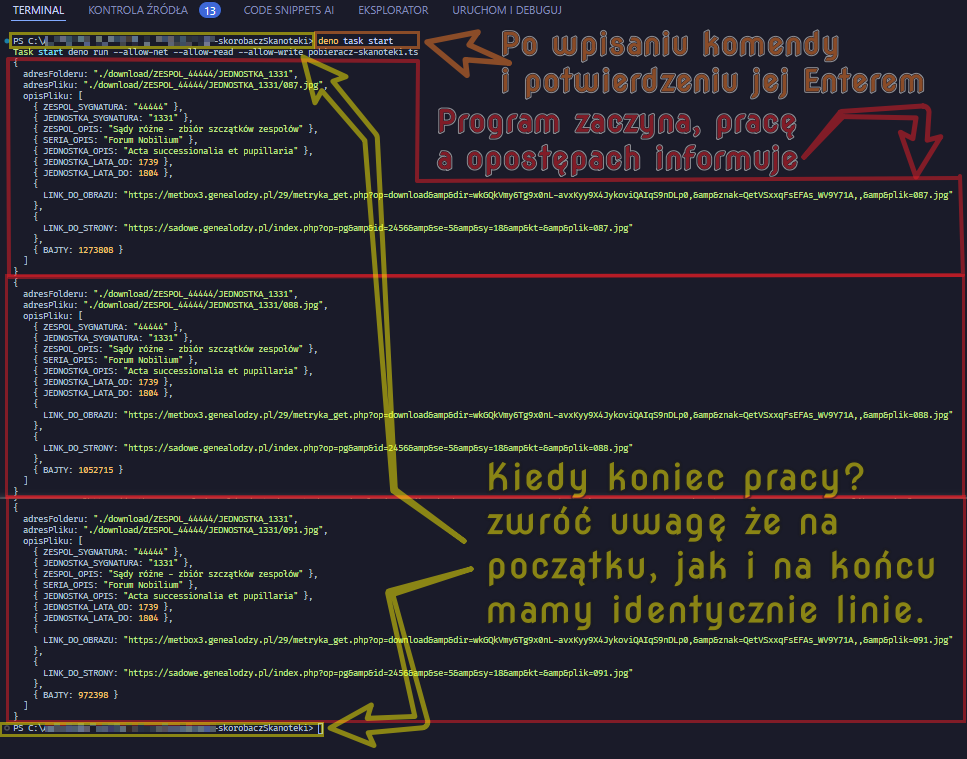 TERMINAL KONTROLA ŹRÓDŁA 13 CODE SNIPPETS AI EKSPLORATOR URUCHOM I DEBUGUJ
PS C:\ -skorobaczSkanoteki> deno task start
Task start deno run --allow-net --allow-read --allow-write pobieracz-skanoteki.ts
Po wpisaniu komendy
i potwierdzeniu jej Enterem
Program zaczyna, pracę
a opostępach informuje
{
adresFolderu: "./download/ZESPOL_44444/JEDNOSTKA_1331",
adresPliku: "./download/ZESPOL_44444/JEDNOSTKA_1331/087.jpg",
opisPliku: [
{ ZESPOL_SYGNATURA: "44444" },
{ JEDNOSTKA_SYGNATURA: "1331" },
{ ZESPOL_OPIS: "Sądy różne - zbiór szczątków zespołów" },
{ SERIA_OPIS: "Forum Nobilium" },
{ JEDNOSTKA_OPIS: "Acta successionalia et pupillaria" },
{ JEDNOSTKA_LATA_OD: 1739 },
{ JEDNOSTKA_LATA_DO: 1804 },
{
LINK_DO_OBRAZU: "https://metbox3.genealodzy.pl/29/metryka_get.php?op=download&amp&dir=wkGQkVmy6Tg9x0nL-avxKyy9X4JykoviQAIqS9nDLp0,&amp&znak=QetVSxxqFsEFAs_WV9Y71A,,&amp&plik=087.jpg"
},
{
LINK_DO_STRONY: "https://sadowe.genealodzy.pl/index.php?op=pg&amp&id=2456&amp&se=5&amp&sy=18&amp&kt=&amp&plik=087.jpg"
},
{ BAJTY: 1273808 }
]
}
{
adresFolderu: "./download/ZESPOL_44444/JEDNOSTKA_1331",
adresPliku: "./download/ZESPOL_44444/JEDNOSTKA_1331/088.jpg",
opisPliku: [
{ ZESPOL_SYGNATURA: "44444" },
{ JEDNOSTKA_SYGNATURA: "1331" },
{ ZESPOL_OPIS: "Sądy różne - zbiór szczątków zespołów" },
{ SERIA_OPIS: "Forum Nobilium" },
{ JEDNOSTKA_OPIS: "Acta successionalia et pupillaria" },
{ JEDNOSTKA_LATA_OD: 1739 },
{ JEDNOSTKA_LATA_DO: 1804 },
{
LINK_DO_OBRAZU: "https://metbox3.genealodzy.pl/29/metryka_get.php?op=download&amp&dir=wkGQkVmy6Tg9x0nL-avxKyy9X4JykoviQAIqS9nDLp0,&amp&znak=QetVSxxqFsEFAs_WV9Y71A,,&amp&plik=088.jpg"
},
{
LINK_DO_STRONY: "https://sadowe.genealodzy.pl/index.php?op=pg&amp&id=2456&amp&se=5&amp&sy=18&amp&kt=&amp&plik=088.jpg"
},
{ BAJTY: 1052715 }
]
}
Kiedy koniec pracy?
zwróć uwagę że na
początku, jak i na końcu
mamy identycznie linie.
{
adresFolderu: "./download/ZESPOL_44444/JEDNOSTKA_1331",
adresPliku: "./download/ZESPOL_44444/JEDNOSTKA_1331/091.jpg",
opisPliku: [
{ ZESPOL_SYGNATURA: "44444" },
{ JEDNOSTKA_SYGNATURA: "1331" },
{ ZESPOL_OPIS: "Sądy różne - zbiór szczątków zespołów" },
{ SERIA_OPIS: "Forum Nobilium" },
{ JEDNOSTKA_OPIS: "Acta successionalia et pupillaria" },
{ JEDNOSTKA_LATA_OD: 1739 },
{ JEDNOSTKA_LATA_DO: 1804 },
{
LINK_DO_OBRAZU: "https://metbox3.genealodzy.pl/29/metryka_get.php?op=download&amp&dir=wkGQkVmy6Tg9x0nL-avxKyy9X4JykoviQAIqS9nDLp0,&amp&znak=QetVSxxqFsEFAs_WV9Y71A,,&amp&plik=091.jpg"
},
{
LINK_DO_STRONY: "https://sadowe.genealodzy.pl/index.php?op=pg&amp&id=2456&amp&se=5&amp&sy=18&amp&kt=&amp&plik=091.jpg"
},
{ BAJTY: 972398 }
]
}
PS C:\ -skorobaczSkanoteki>